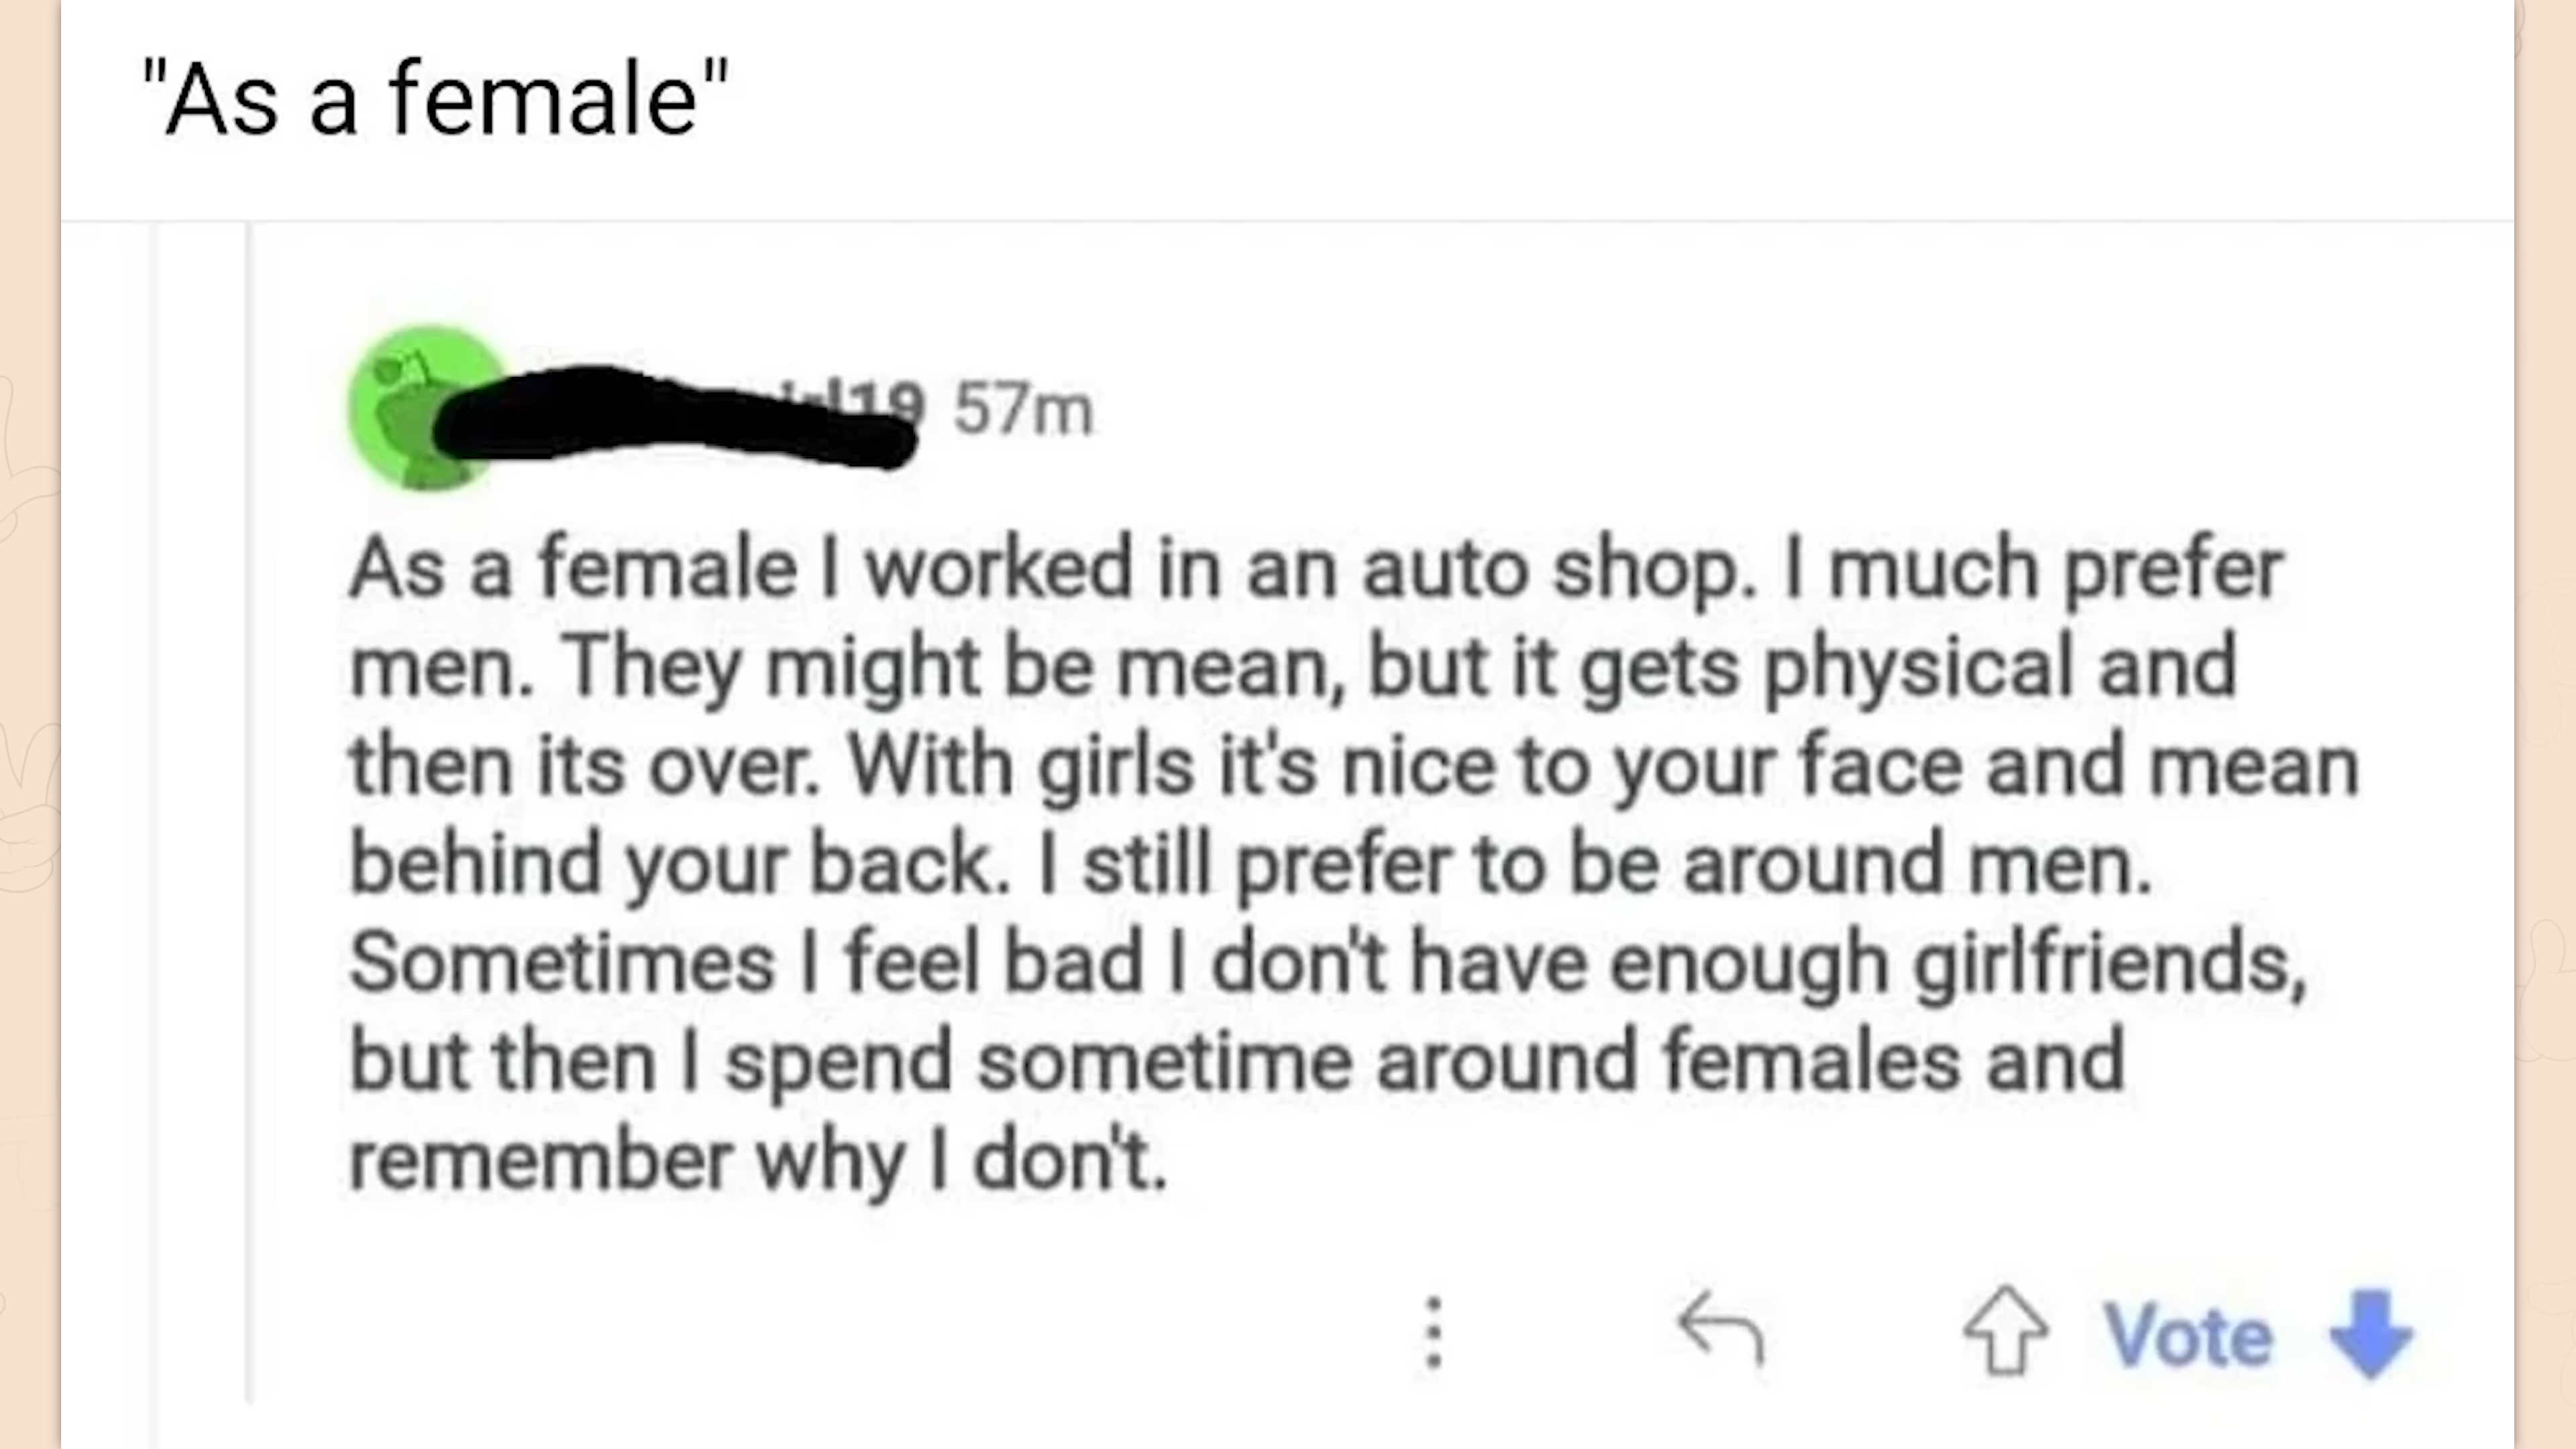 "As a female"
57m
As a female I worked in an auto shop. I much prefer
men. They might be mean, but it gets physical and
then its over. With girls it's nice to your face and mean
behind your back. I still prefer to be around men.
Sometimes I feel bad I don't have enough girlfriends,
but then I spend sometime around females and
remember why I don't.
Vote